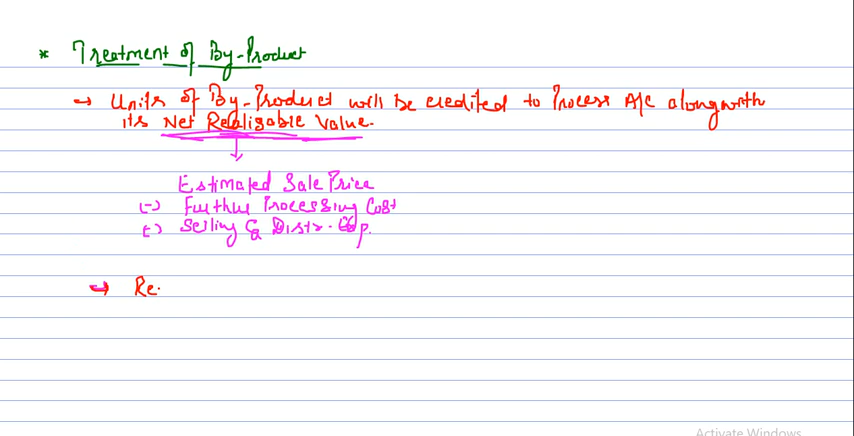 * Treatment of By-Product
→ Units of By-Product will be credited to Process A/c alongwith
its Net Realisable Value.
Estimated Sale Price
(-) Further Processing Cost
(-) Selling & Distr. Exp.
→ Re.
Activate Windows